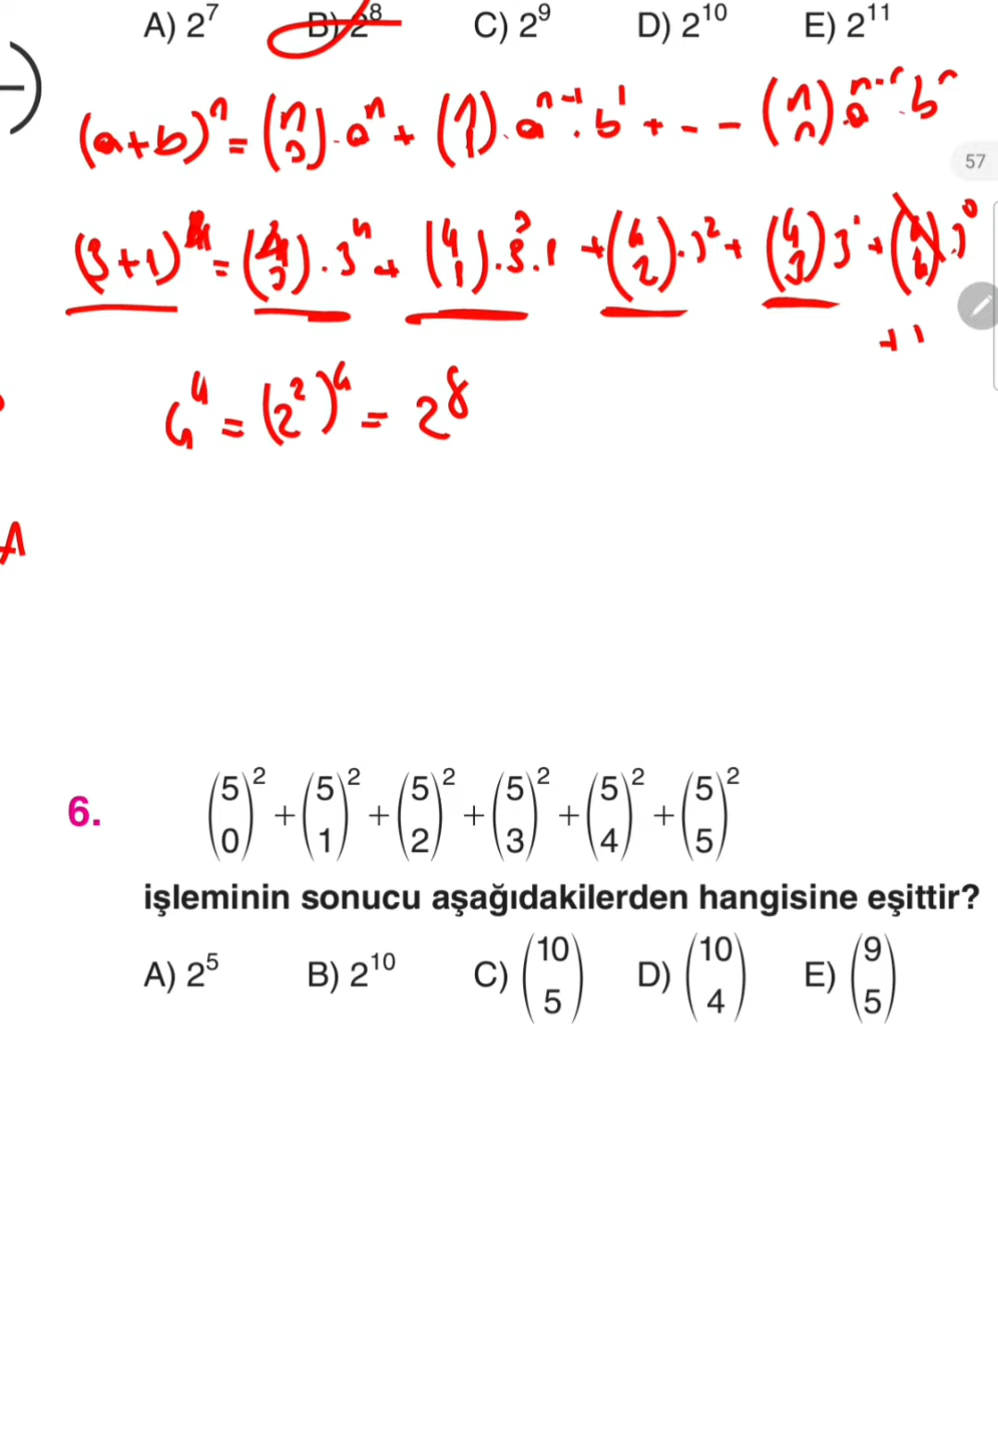 A) 2^7 B) 2^8 C) 2^9 D) 2^10 E) 2^11
(a+b)^n = (n 0) . a^n + (n 1) . a^n-1 . b^1 + - - (n n) . a^n-r . b^r
57
(3+1)^4 = (4 0) . 3^4 + (4 1) . 3^3 . 1 + (4 2) . 3^2 + (4 3) 3^1 + (4 4) . 3^0
+1
4^4 = (2^2)^4 = 2^8
A
6. (5 0)^2 + (5 1)^2 + (5 2)^2 + (5 3)^2 + (5 4)^2 + (5 5)^2
işleminin sonucu aşağıdakilerden hangisine eşittir?
A) 2^5 B) 2^10 C) (10 5) D) (10 4) E) (9 5)